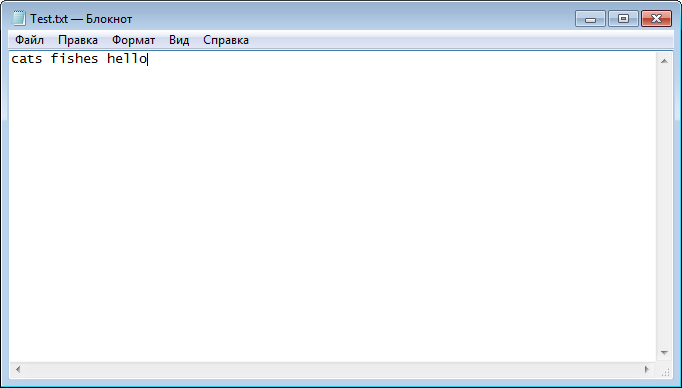 Test.txt — Блокнот
Файл Правка Формат Вид Справка
cats fishes hello